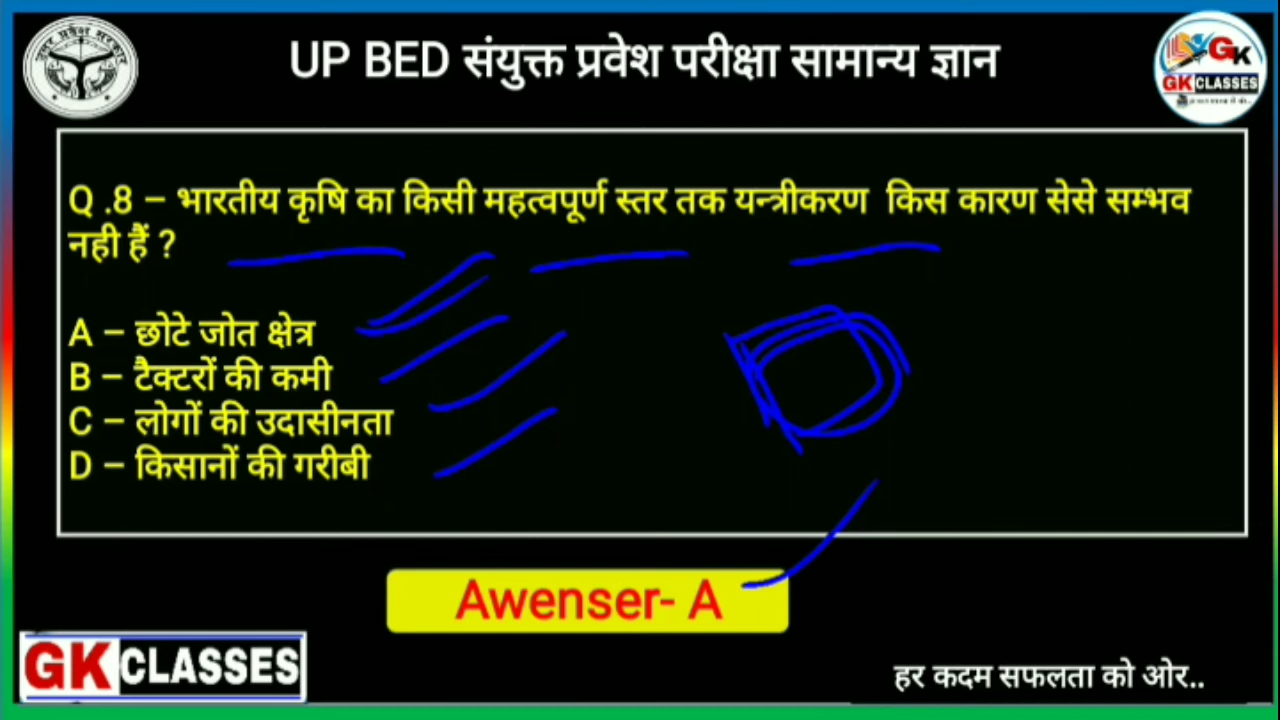 UP BED संयुक्त प्रवेश परीक्षा सामान्य ज्ञान
GK
GK CLASSES
Q .8 – भारतीय कृषि का किसी महत्वपूर्ण स्तर तक यन्त्रीकरण किस कारण सेसे सम्भव
नही हैं ?
A – छोटे जोत क्षेत्र
B – टैक्टरों की कमी
C – लोगों की उदासीनता
D – किसानों की गरीबी
Awenser- A
GK CLASSES
हर कदम सफलता को ओर..